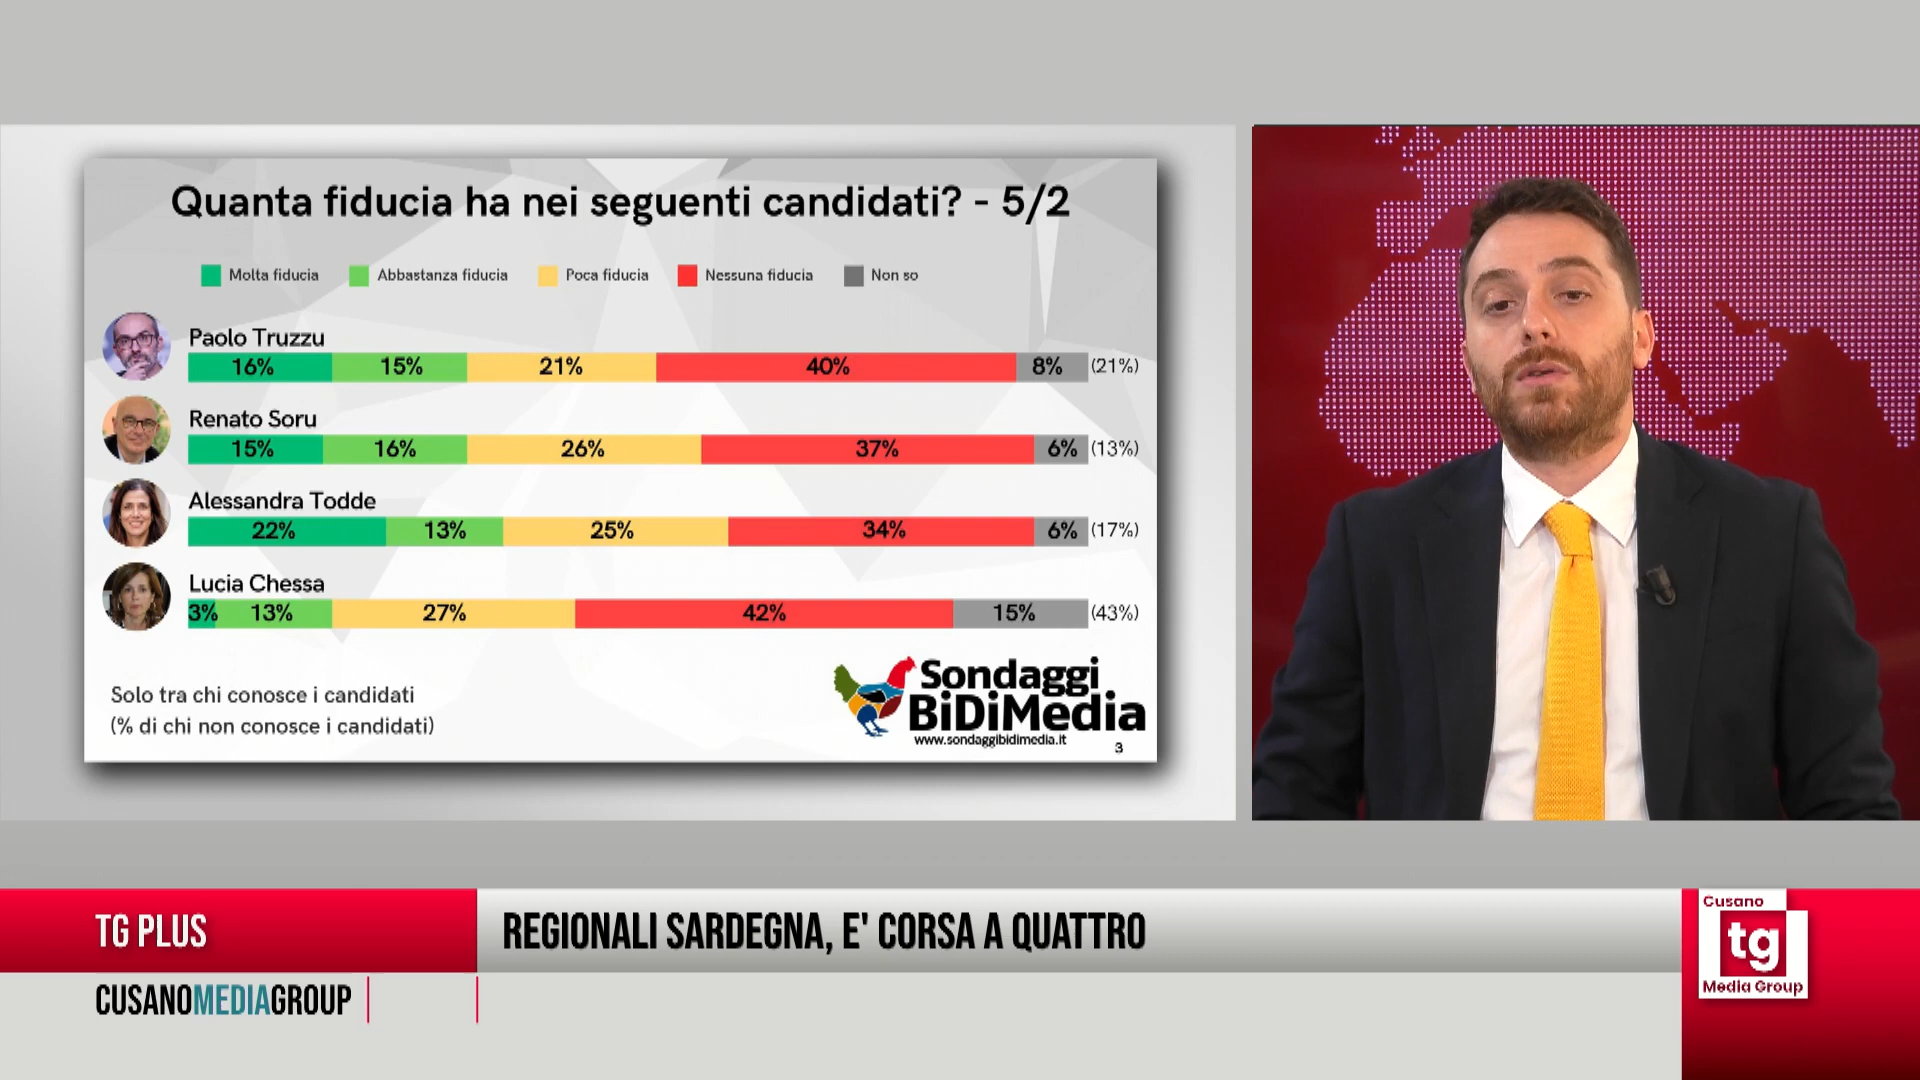 Quanta fiducia ha nei seguenti candidati? - 5/2
Molta fiducia Abbastanza fiducia Poca fiducia Nessuna fiducia Non so
Paolo Truzzu
16% 15% 21% 40% 8% (21%)
Renato Soru
15% 16% 26% 37% 6% (13%)
Alessandra Todde
22% 13% 25% 34% 6% (17%)
Lucia Chessa
3% 13% 27% 42% 15% (43%)
Solo tra chi conosce i candidati
(% di chi non conosce i candidati)
Sondaggi
BiDiMedia
www.sondaggibidimedia.it
3
TG PLUS
REGIONALI SARDEGNA, E' CORSA A QUATTRO
CUSANOMEDIAGROUP
Cusano
tg
Media Group